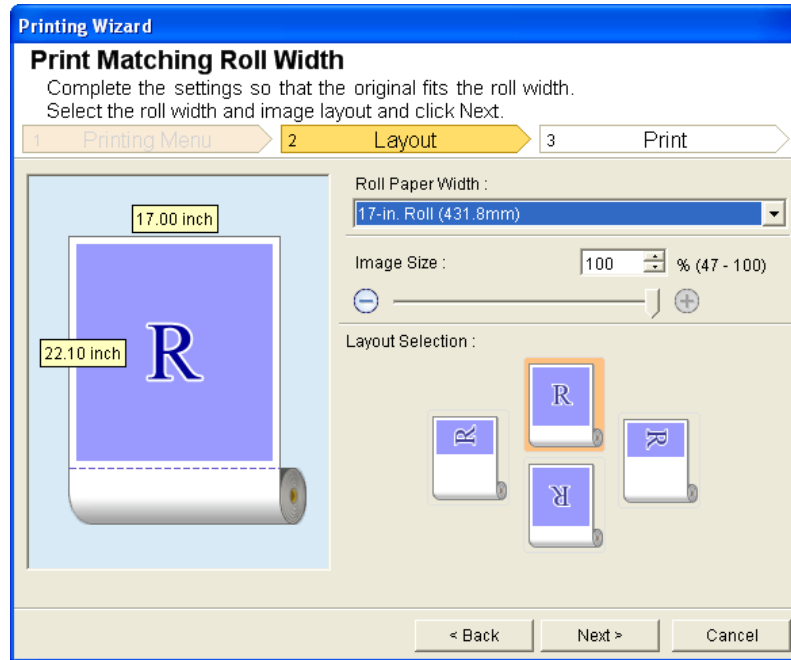 Printing Wizard
Print Matching Roll Width
Complete the settings so that the original fits the roll width.
Select the roll width and image layout and click Next.
1 Printing Menu 2 Layout 3 Print
Roll Paper Width :
17-in. Roll (431.8mm)
17.00 inch
Image Size : 100 % (47 - 100)
22.10 inch
R
Layout Selection :
R
R R
R
< Back Next > Cancel